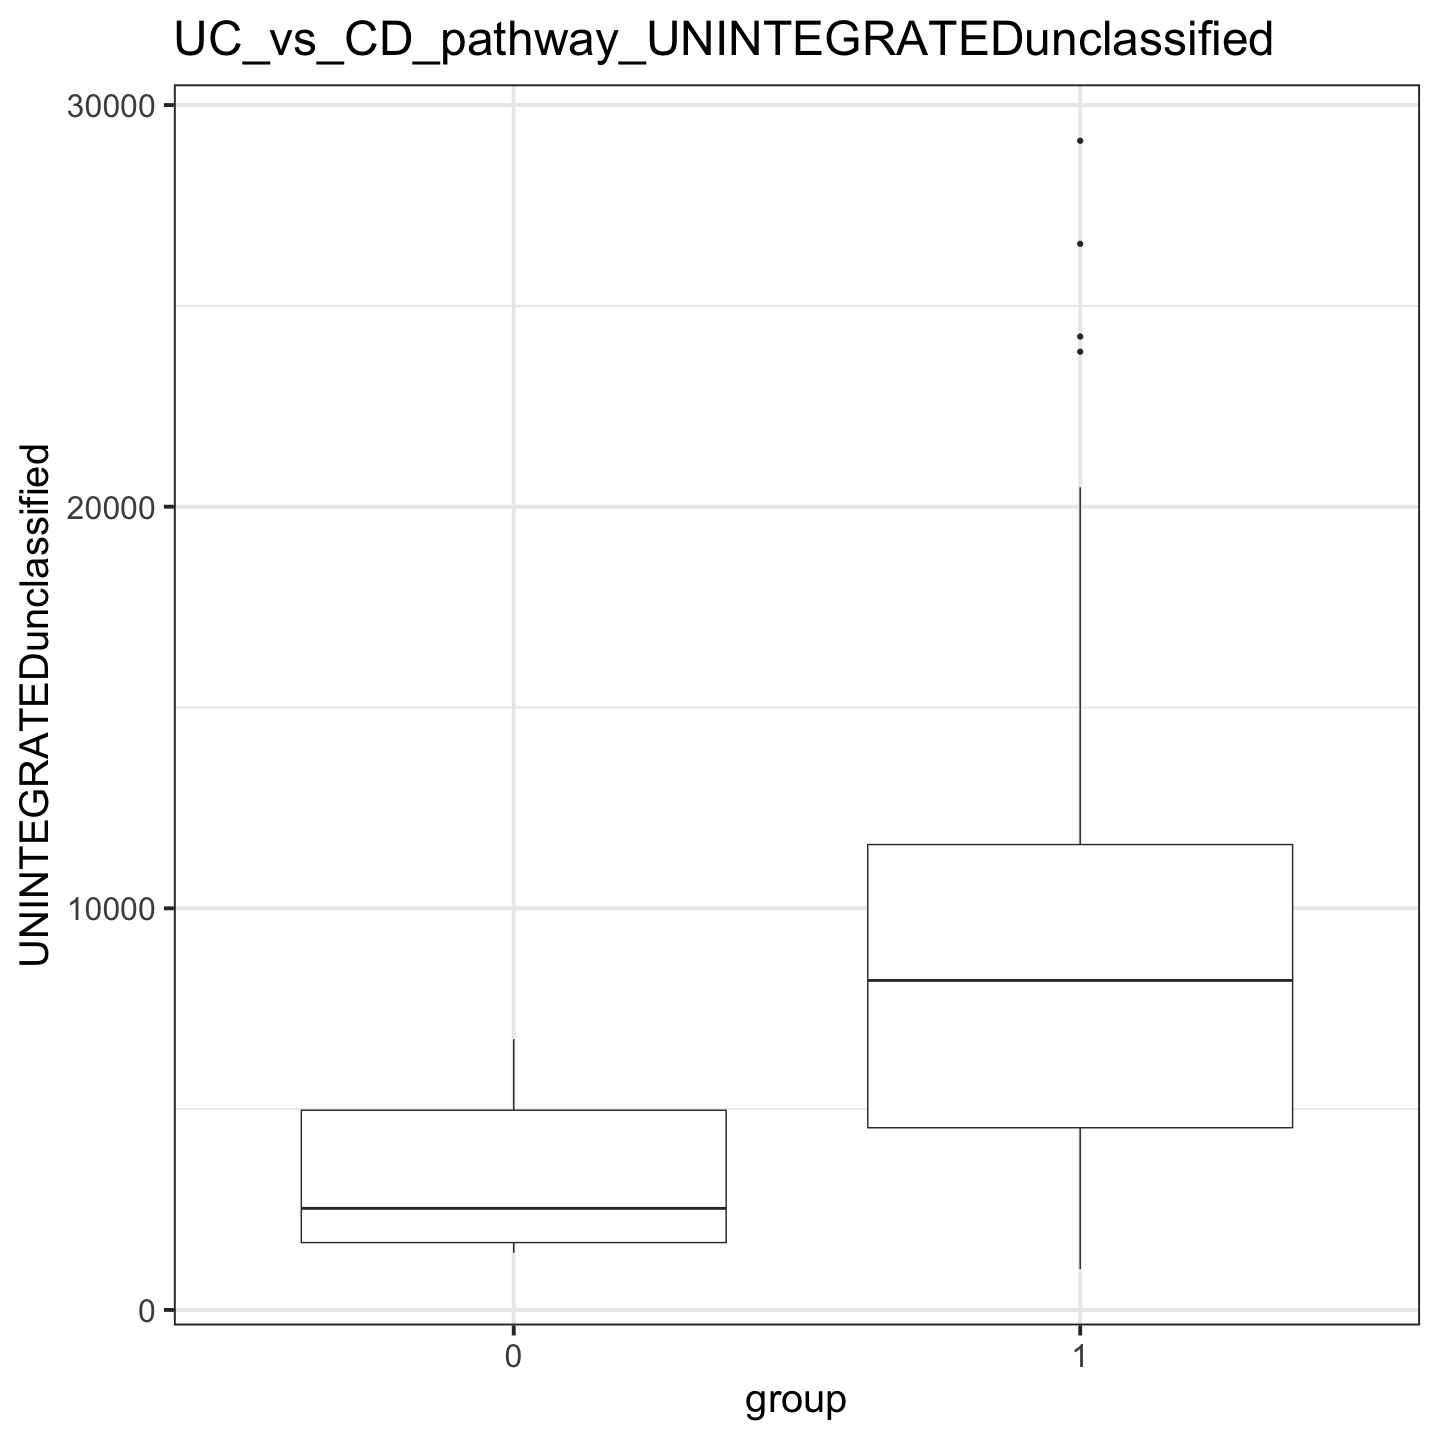 UC_vs_CD_pathway_UNINTEGRATEDunclassified
UNINTEGRATEDunclassified
30000
20000
10000
0
0
1
group